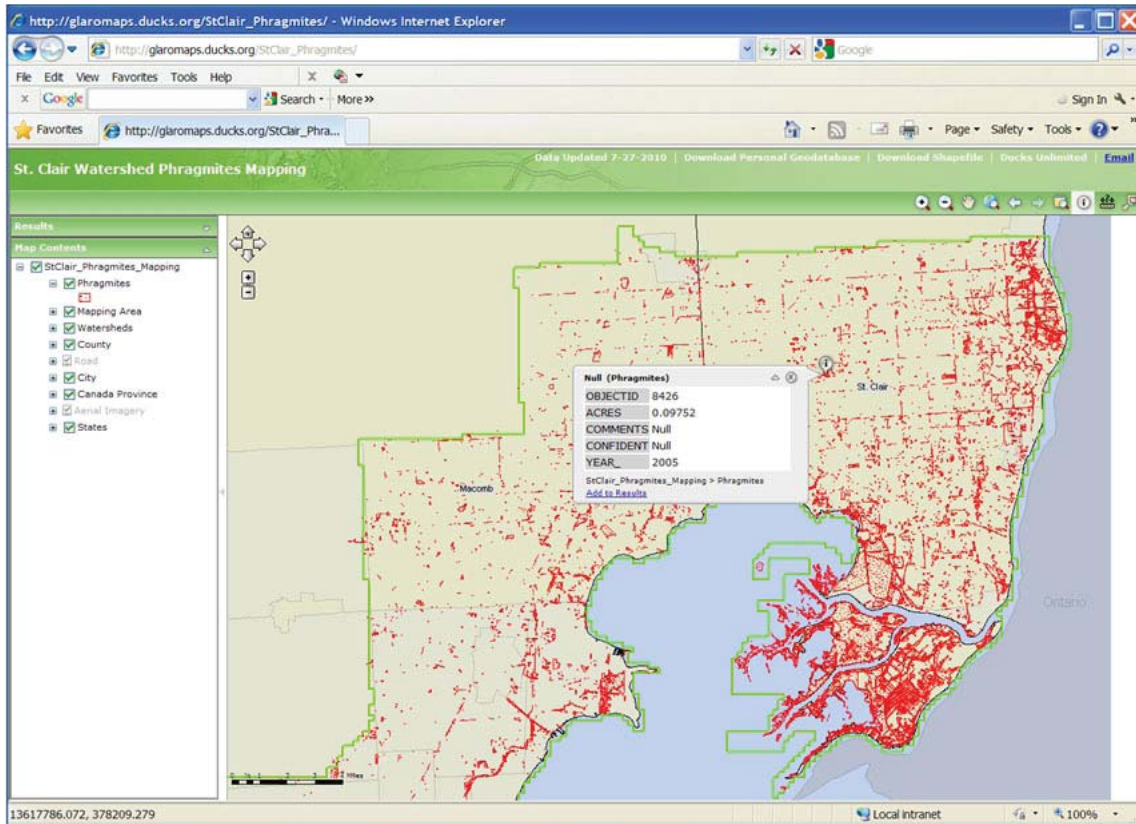 http://glaromaps.ducks.org/StClair_Phragmites/ - Windows Internet Explorer
http://glaromaps.ducks.org/StClair_Phragmites/
Google
File Edit View Favorites Tools Help
x
x Google Search More >>
Sign In
Favorites http://glaromaps.ducks.org/StClair_Phra...
Page Safety Tools
Data Updated 7-27-2010 | Download Personal Geodatabase | Download Shapefile | Ducks Unlimited | Email
St. Clair Watershed Phragmites Mapping
Results
Map Contents
StClair_Phragmites_Mapping
Phragmites
Mapping Area
Watersheds
County
Road
City
Canada Province
Aerial Imagery
States
Null (Phragmites)
OBJECTID 8426
ACRES 0.09752
COMMENTS Null
CONFIDENT Null
YEAR_ 2005
StClair_Phragmites_Mapping > Phragmites
Add to Results
St. Clair
Macomb
Ontario
Miles
13617786.072, 378209.279
Local intranet
100%